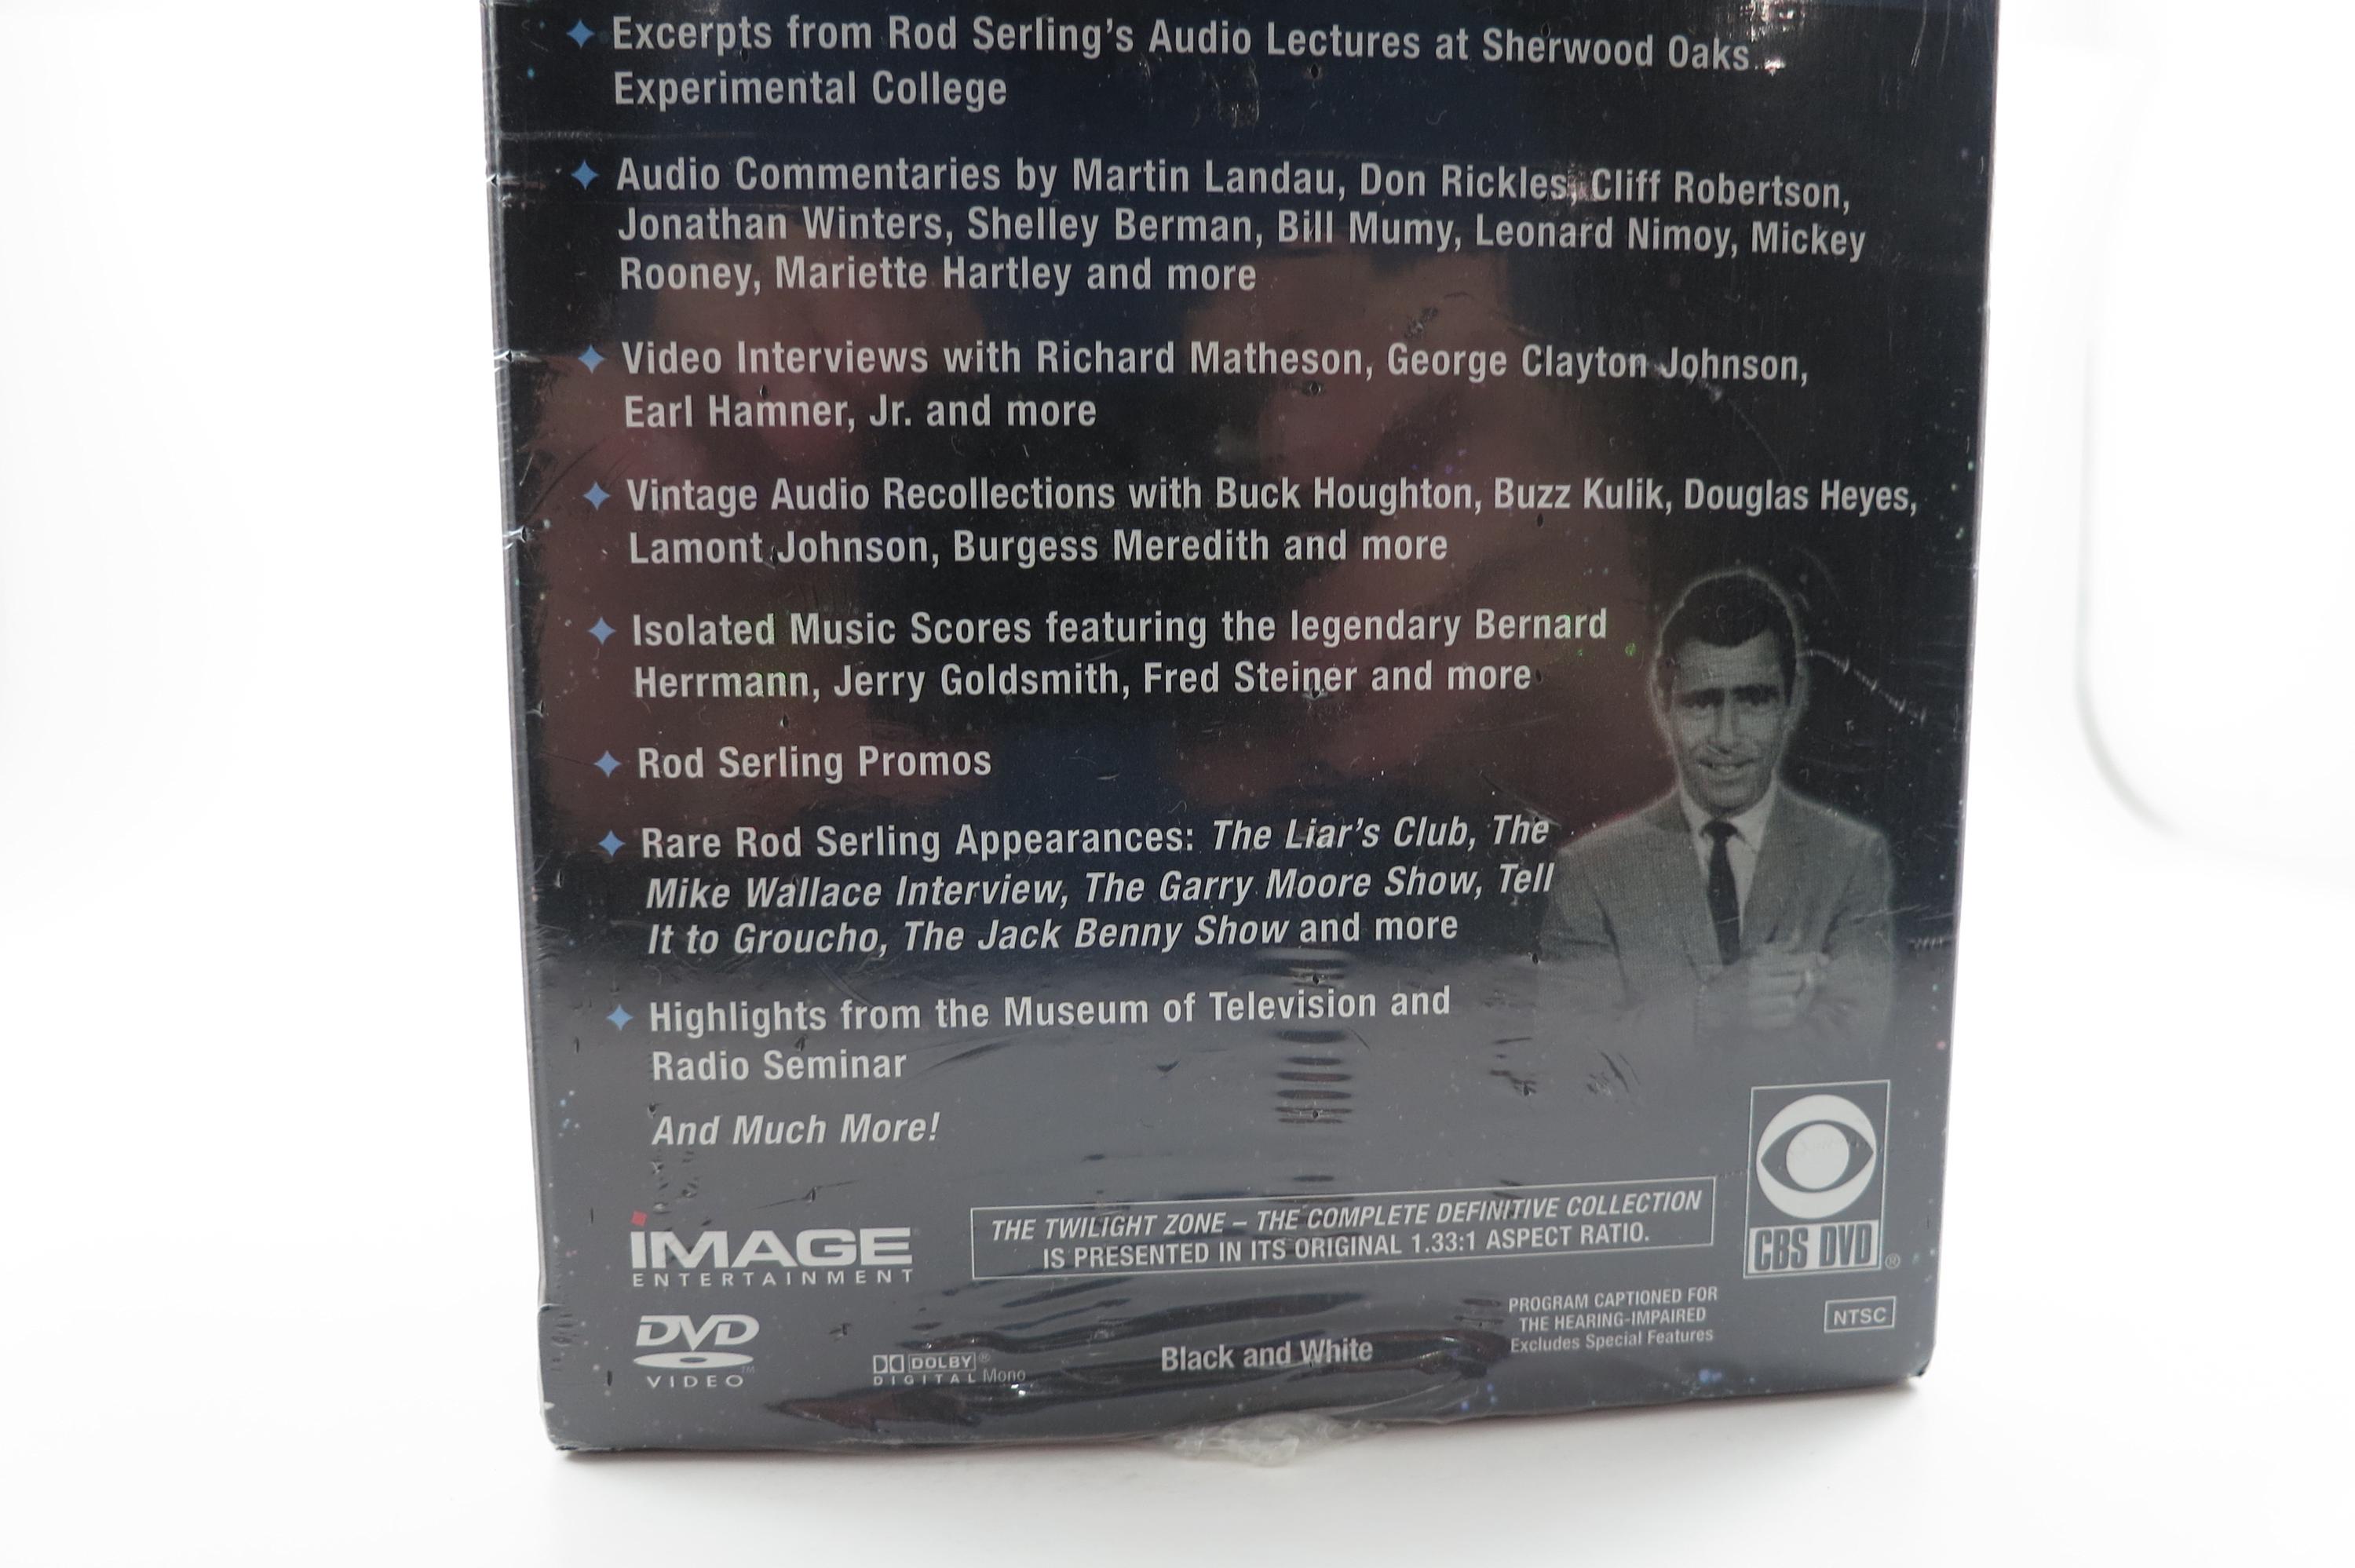 Excerpts from Rod Serling's Audio Lectures at Sherwood Oaks
Experimental College
Audio Commentaries by Martin Landau, Don Rickles, Cliff Robertson,
Jonathan Winters, Shelley Berman, Bill Mumy, Leonard Nimoy, Mickey
Rooney, Mariette Hartley and more
Video Interviews with Richard Matheson, George Clayton Johnson,
Earl Hamner, Jr. and more
Vintage Audio Recollections with Buck Houghton, Buzz Kulik, Douglas Heyes,
Lamont Johnson, Burgess Meredith and more
Isolated Music Scores featuring the legendary Bernard
Herrmann, Jerry Goldsmith, Fred Steiner and more
Rod Serling Promos
Rare Rod Serling Appearances: The Liar's Club, The
Mike Wallace Interview, The Garry Moore Show, Tell
It to Groucho, The Jack Benny Show and more
Highlights from the Museum of Television and
Radio Seminar
And Much More!
iMAGE
ENTERTAINMENT
THE TWILIGHT ZONE – THE COMPLETE DEFINITIVE COLLECTION
IS PRESENTED IN ITS ORIGINAL 1.33:1 ASPECT RATIO.
CBS DVD®
DVD
VIDEO™
DOLBY®
DIGITAL Mono
Black and White
PROGRAM CAPTIONED FOR
THE HEARING-IMPAIRED
Excludes Special Features
NTSC